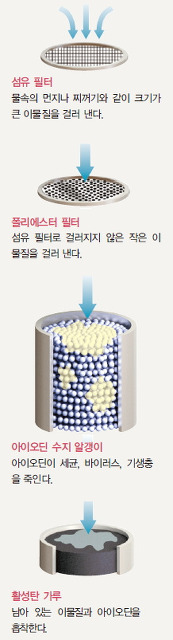 섬유 필터
물속의 먼지나 찌꺼기와 같이 크기가
큰 이물질을 걸러 낸다.
폴리에스터 필터
섬유 필터로 걸러지지 않은 작은 이
물질을 걸러 낸다.
아이오딘 수지 알갱이
아이오딘이 세균, 바이러스, 기생충
을 죽인다.
활성탄 가루
남아 있는 이물질과 아이오딘을
흡착한다.